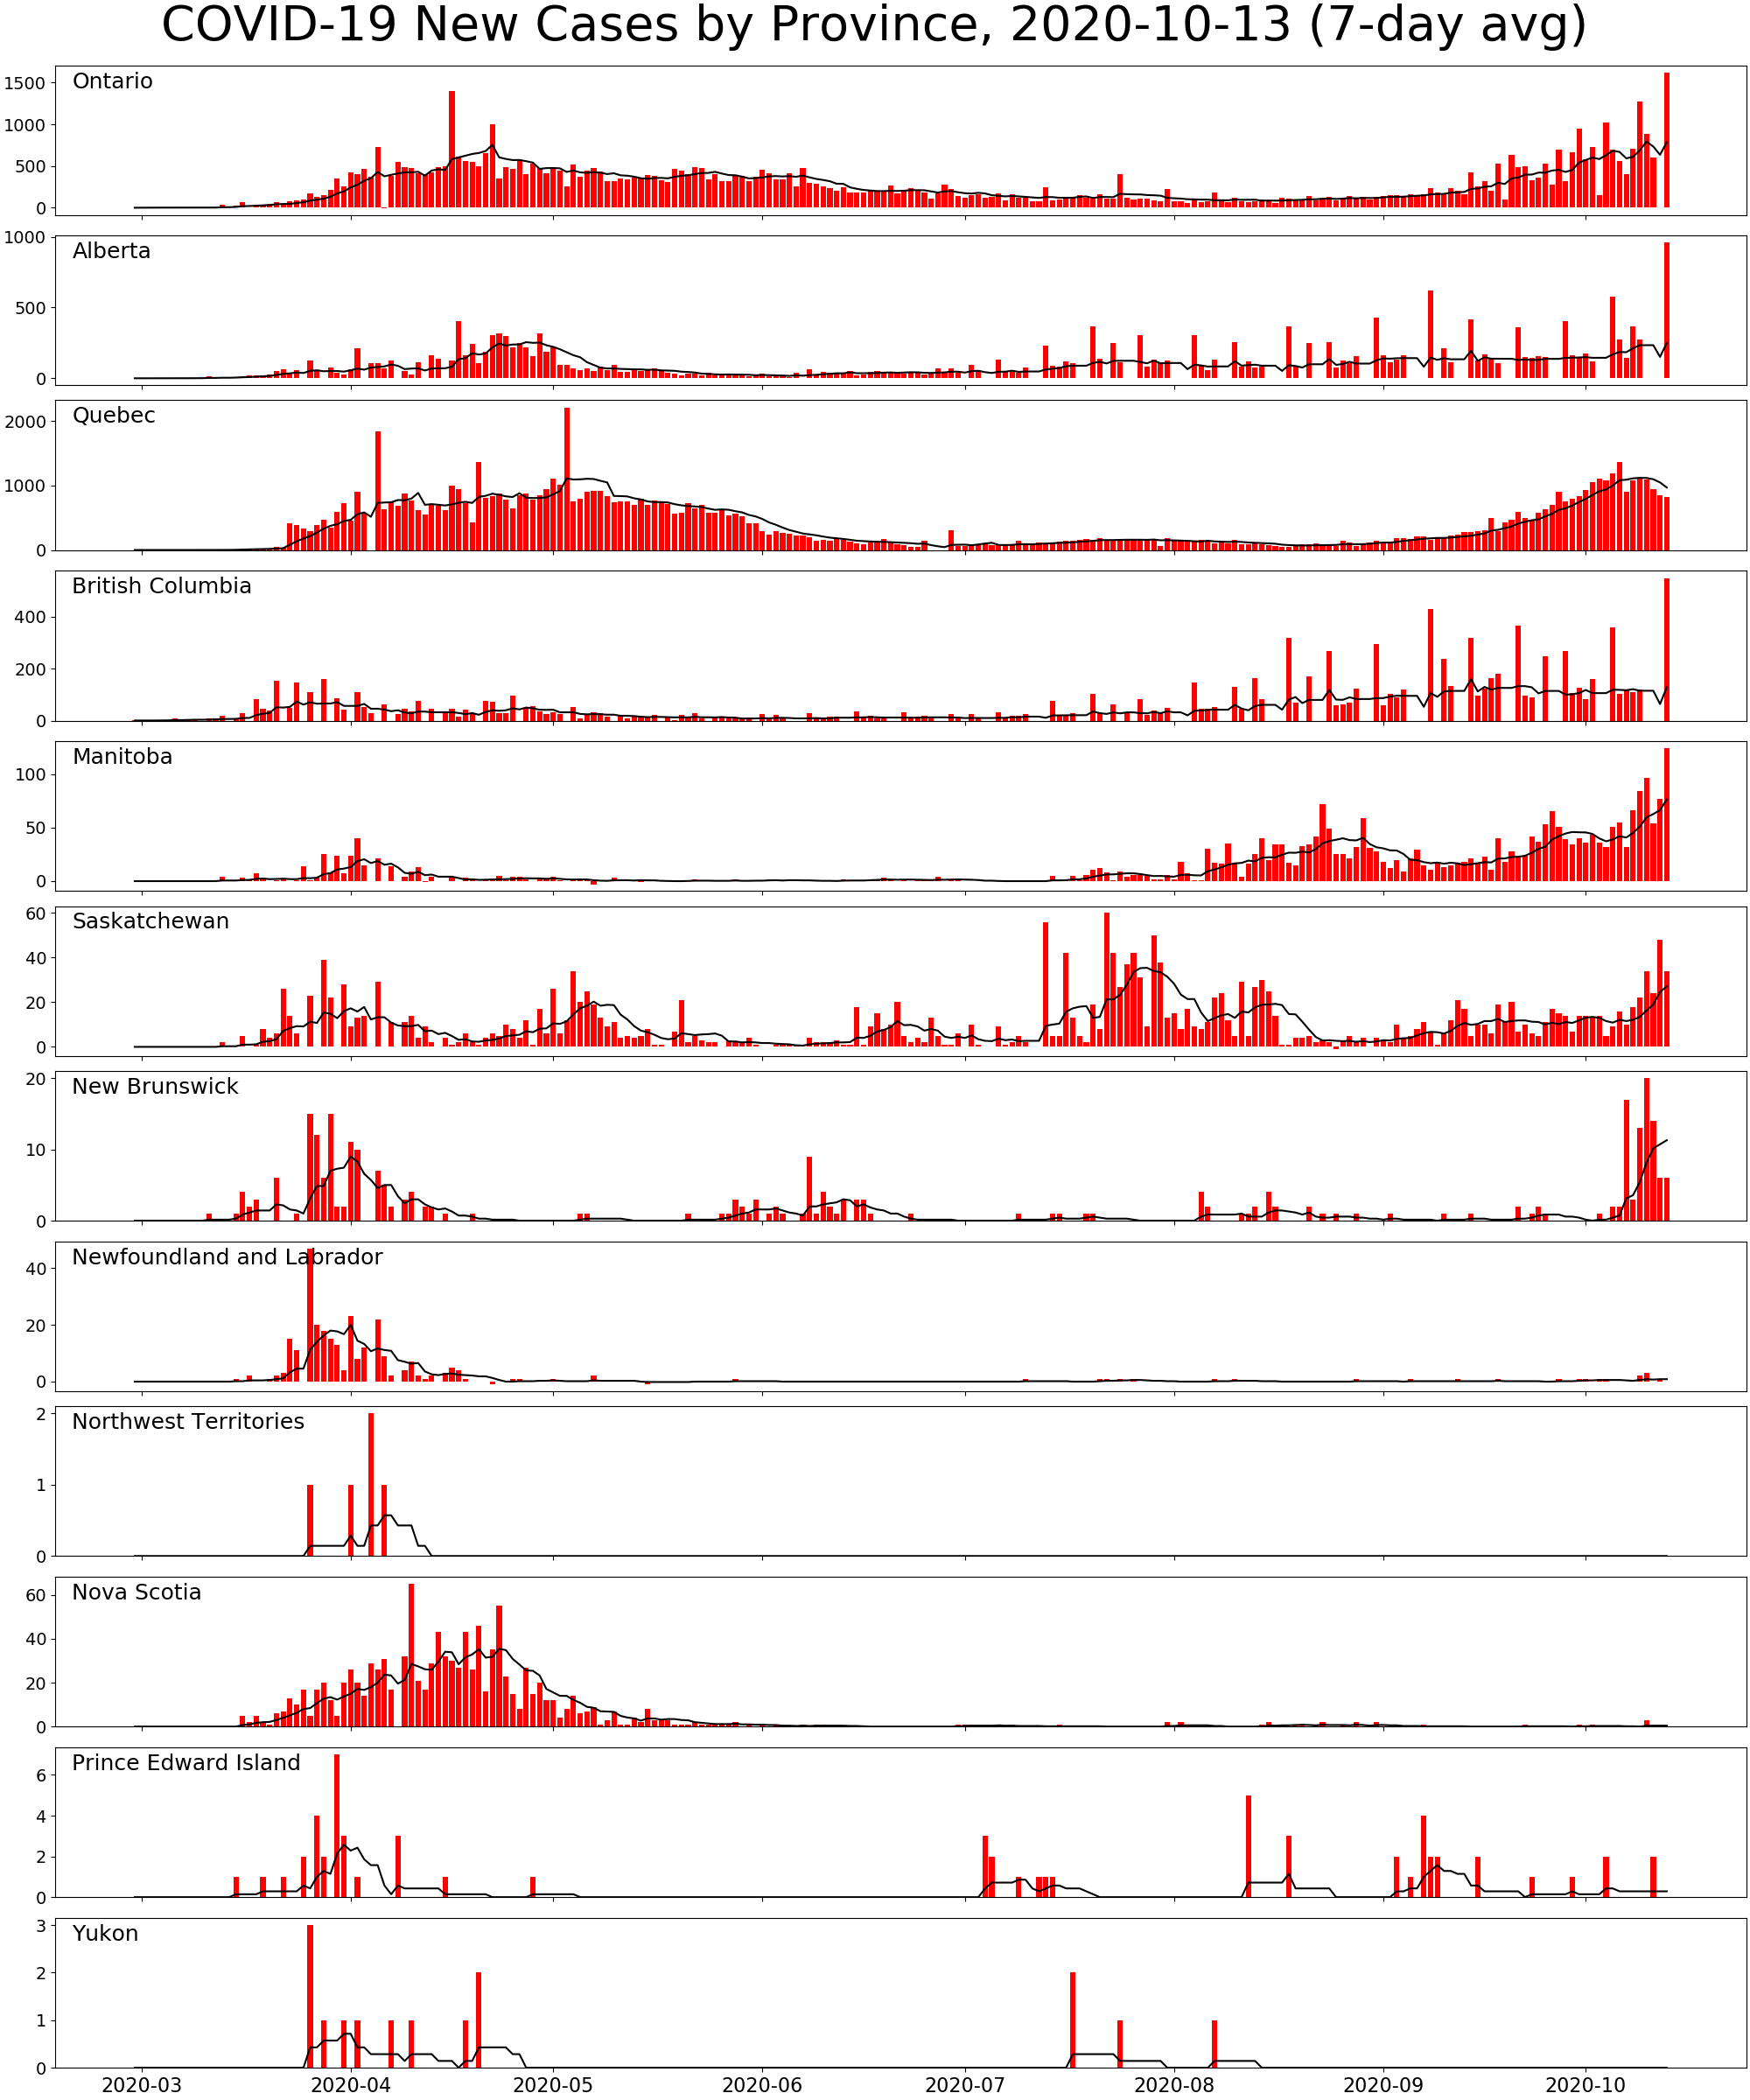 COVID-19 New Cases by Province, 2020-10-13 (7-day avg)
Ontario
1500
1000
500
0
Alberta
1000
500
0
Quebec
2000
1000
0
British Columbia
400
200
0
Manitoba
100
50
0
Saskatchewan
60
40
20
0
New Brunswick
20
10
0
Newfoundland and Labrador
40
20
0
Northwest Territories
2
1
0
Nova Scotia
60
40
20
0
Prince Edward Island
6
4
2
0
Yukon
3
2
1
0
2020-03 2020-04 2020-05 2020-06 2020-07 2020-08 2020-09 2020-10